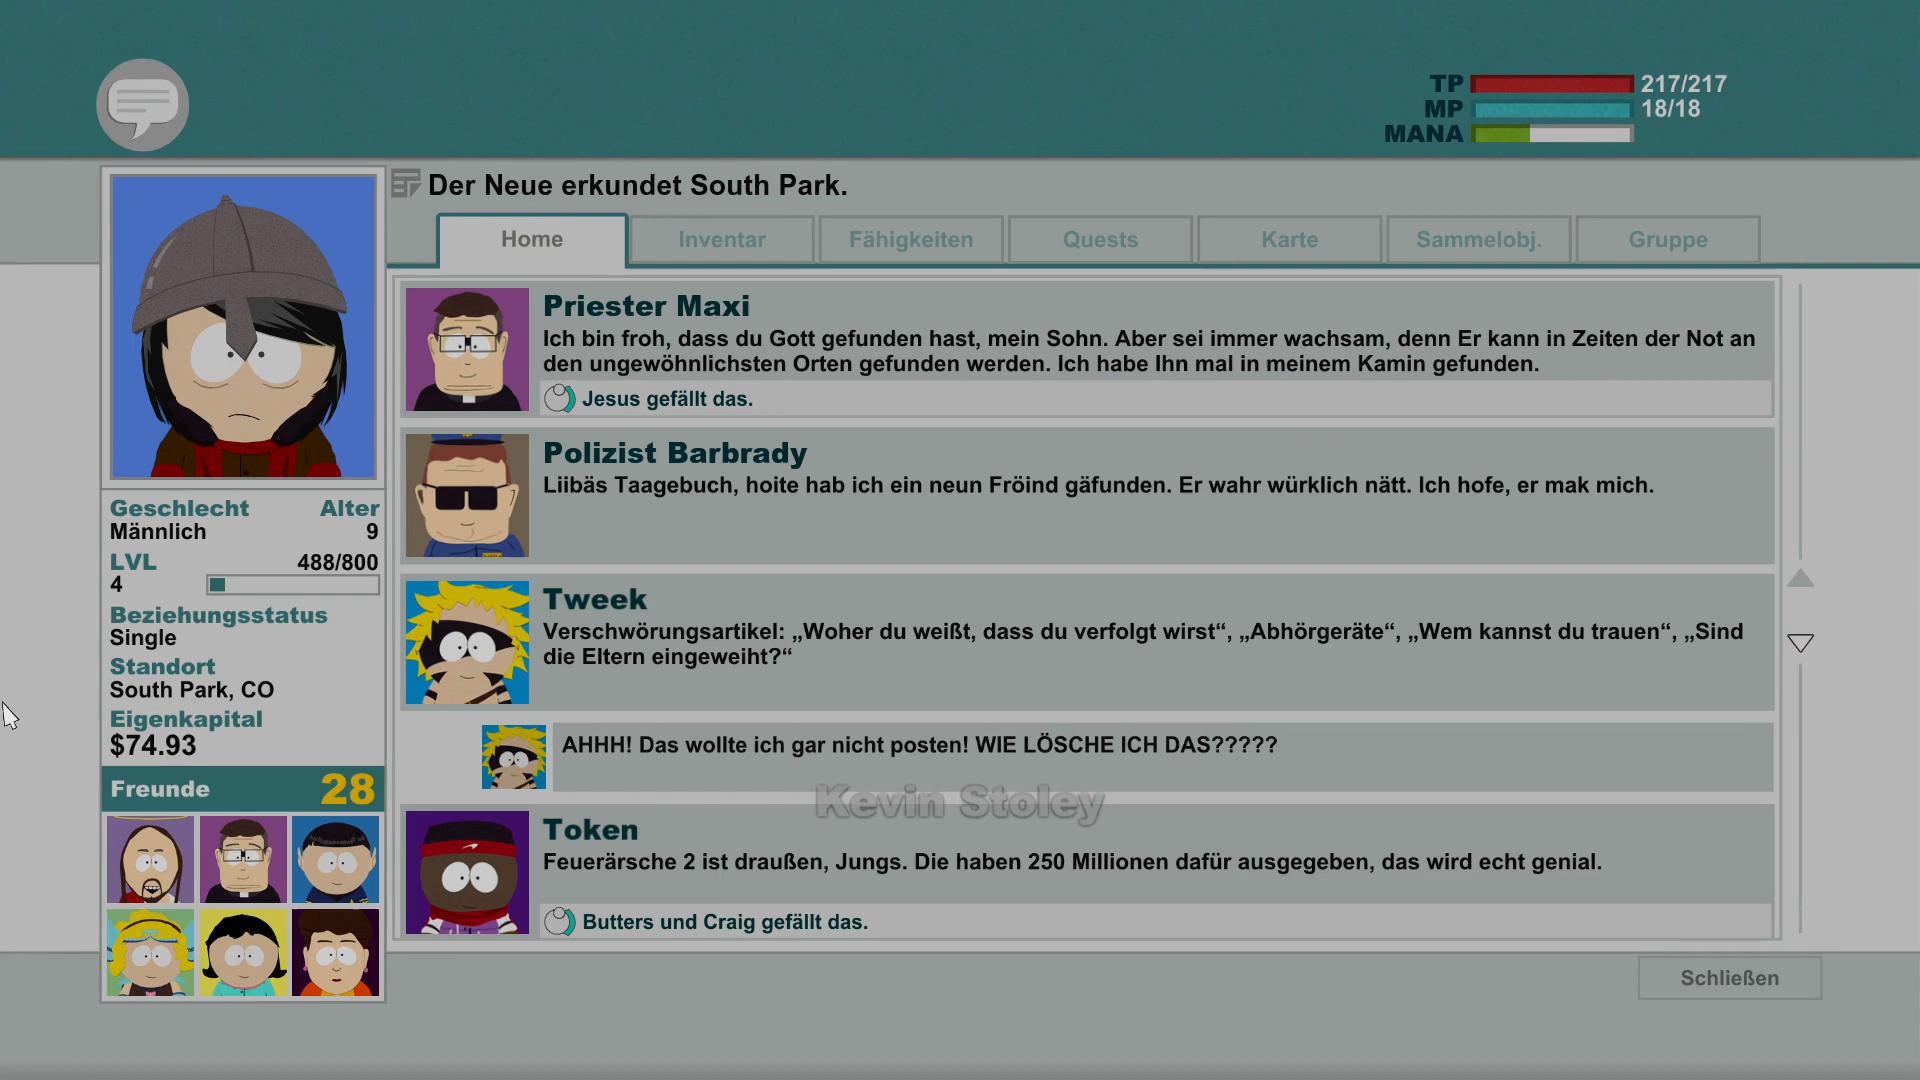 TP 217/217
MP 18/18
MANA
Der Neue erkundet South Park.
Home Inventar Fähigkeiten Quests Karte Sammelobj. Gruppe
Geschlecht Alter
Männlich 9
LVL 488/800
4
Beziehungsstatus
Single
Standort
South Park, CO
Eigenkapital
$74.93
Freunde 28
Priester Maxi
Ich bin froh, dass du Gott gefunden hast, mein Sohn. Aber sei immer wachsam, denn Er kann in Zeiten der Not an
den ungewöhnlichsten Orten gefunden werden. Ich habe Ihn mal in meinem Kamin gefunden.
Jesus gefällt das.
Polizist Barbrady
Liibäs Taagebuch, hoite hab ich ein neun Fröind gäfunden. Er wahr würklich nätt. Ich hofe, er mak mich.
Tweek
Verschwörungsartikel: „Woher du weißt, dass du verfolgt wirst“, „Abhörgeräte“, „Wem kannst du trauen“, „Sind
die Eltern eingeweiht?“
AHHH! Das wollte ich gar nicht posten! WIE LÖSCHE ICH DAS?????
Kevin Stoley
Token
Feuerärsche 2 ist draußen, Jungs. Die haben 250 Millionen dafür ausgegeben, das wird echt genial.
Butters und Craig gefällt das.
Schließen